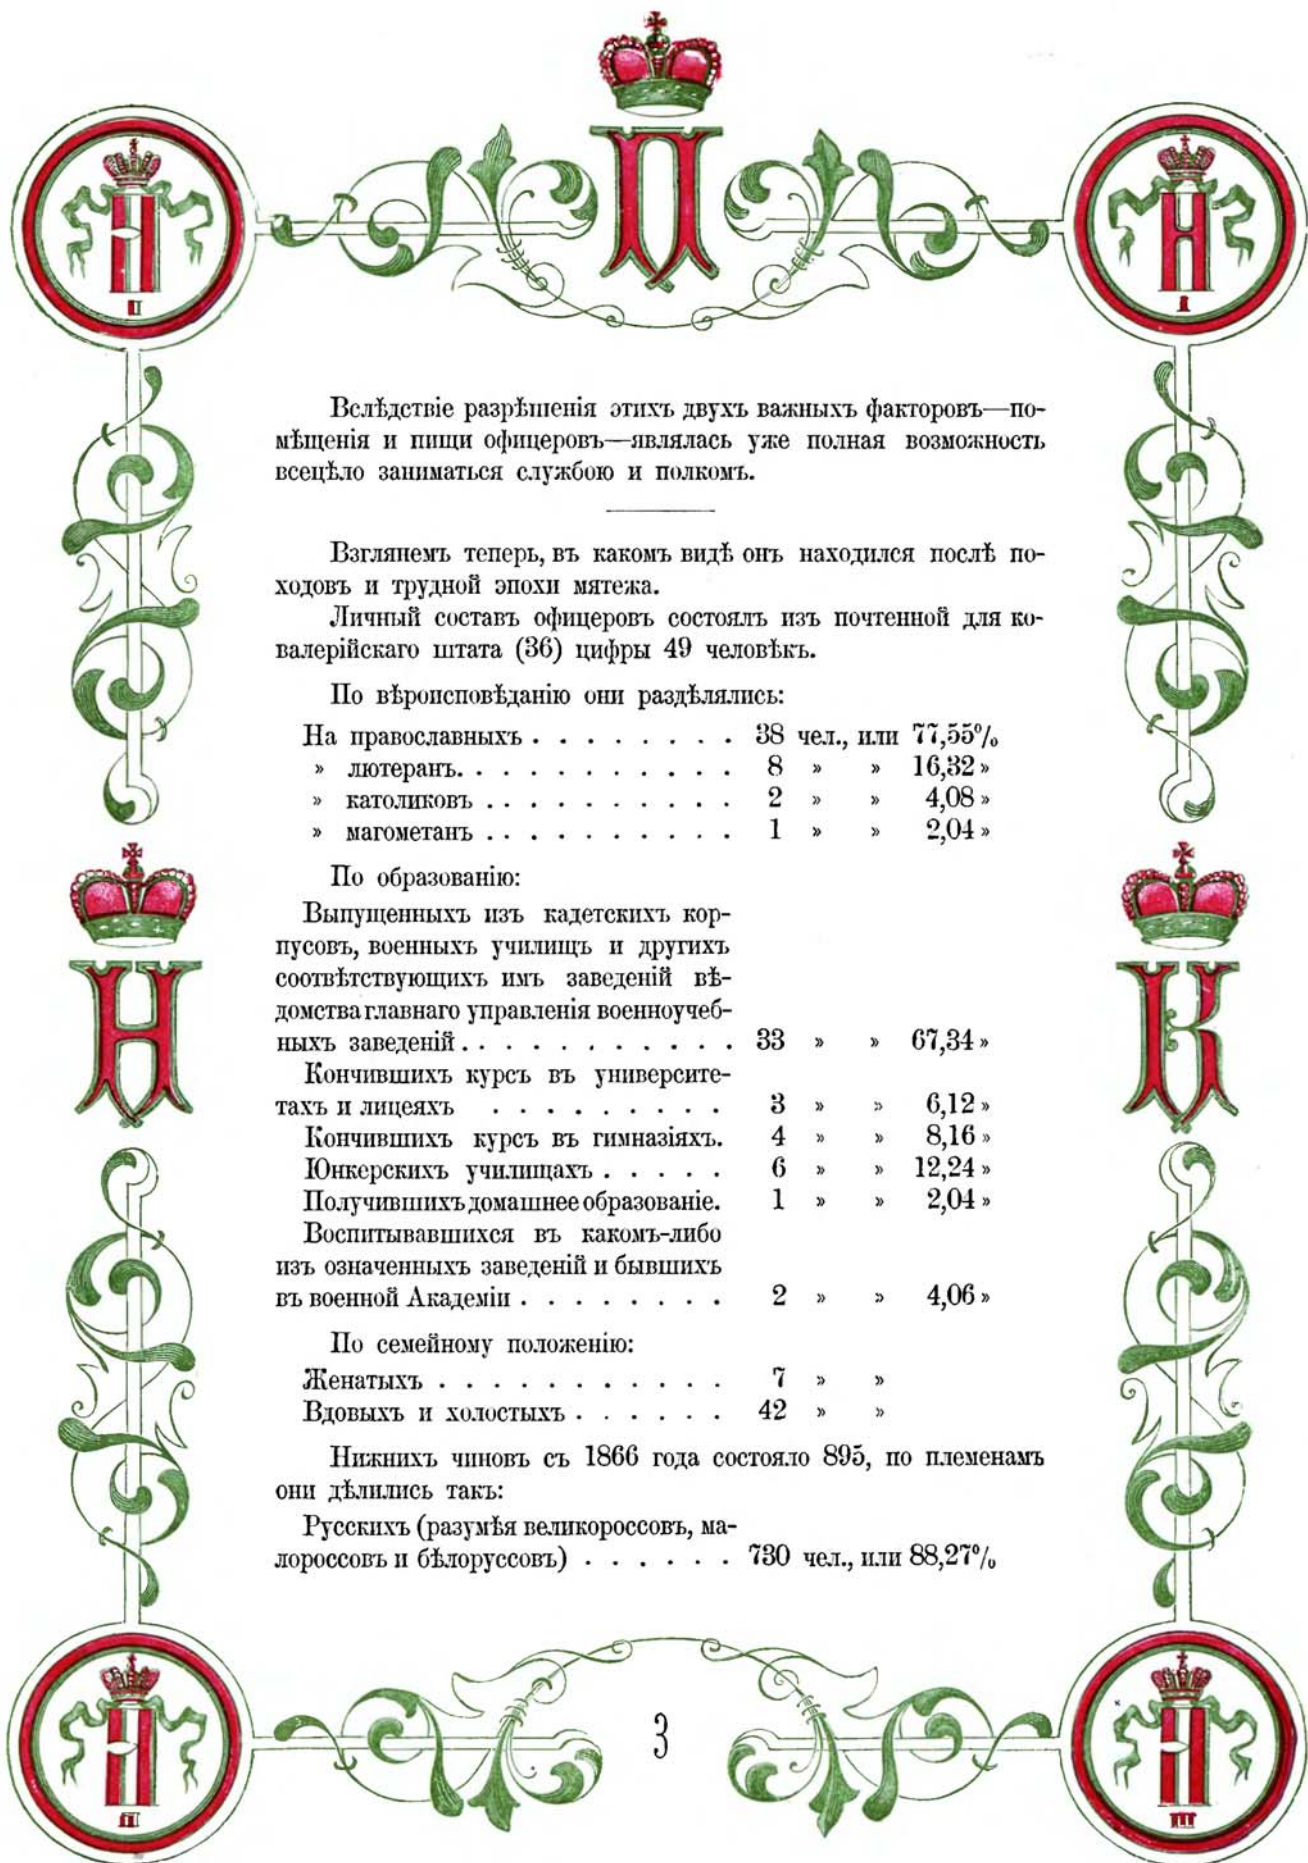 П
II
I
Вслѣдствіе разрѣшенія этихъ двухъ важныхъ факторовъ—по-
мѣщенія и пищи офицеровъ—являлась уже полная возможность
всецѣло заниматься службою и полкомъ.
Взглянемъ теперь, въ какомъ видѣ онъ находился послѣ по-
ходовъ и трудной эпохи мятежа.
Личный составъ офицеровъ состоялъ изъ почтенной для ко-
валерійскаго штата (36) цифры 49 человѣкъ.
По вѣроисповѣданію они раздѣлялись:
На православныхъ . . . . . . . . 38 чел., или 77,55%
» лютеранъ. . . . . . . . . . . 8 » » 16,32 »
» католиковъ . . . . . . . . . . 2 » » 4,08 »
» магометанъ . . . . . . . . . . 1 » » 2,04 »
По образованію:
Выпущенныхъ изъ кадетскихъ кор-
пусовъ, военныхъ училищъ и другихъ
соотвѣтствующихъ имъ заведеній вѣ-
домства главнаго управленія военноучеб-
ныхъ заведеній . . . . . . . . . . . 33 » » 67,34 »
Кончившихъ курсъ въ университе-
тахъ и лицеяхъ . . . . . . . . . 3 » » 6,12 »
Кончившихъ курсъ въ гимназіяхъ. 4 » » 8,16 »
Юнкерскихъ училищахъ . . . . . 6 » » 12,24 »
Получившихъ домашнее образованіе. 1 » » 2,04 »
Воспитывавшихся въ какомъ-либо
изъ означенныхъ заведеній и бывшихъ
въ военной Академіи . . . . . . . . 2 » » 4,06 »
По семейному положенію:
Женатыхъ . . . . . . . . . . . . 7 » »
Вдовыхъ и холостыхъ . . . . . . 42 » »
Нижнихъ чиновъ съ 1866 года состояло 895, по племенамъ
они дѣлились такъ:
Русскихъ (разумѣя великороссовъ, ма-
лороссовъ и бѣлоруссовъ) . . . . . . 730 чел., или 88,27%
Н
К
3
II
III